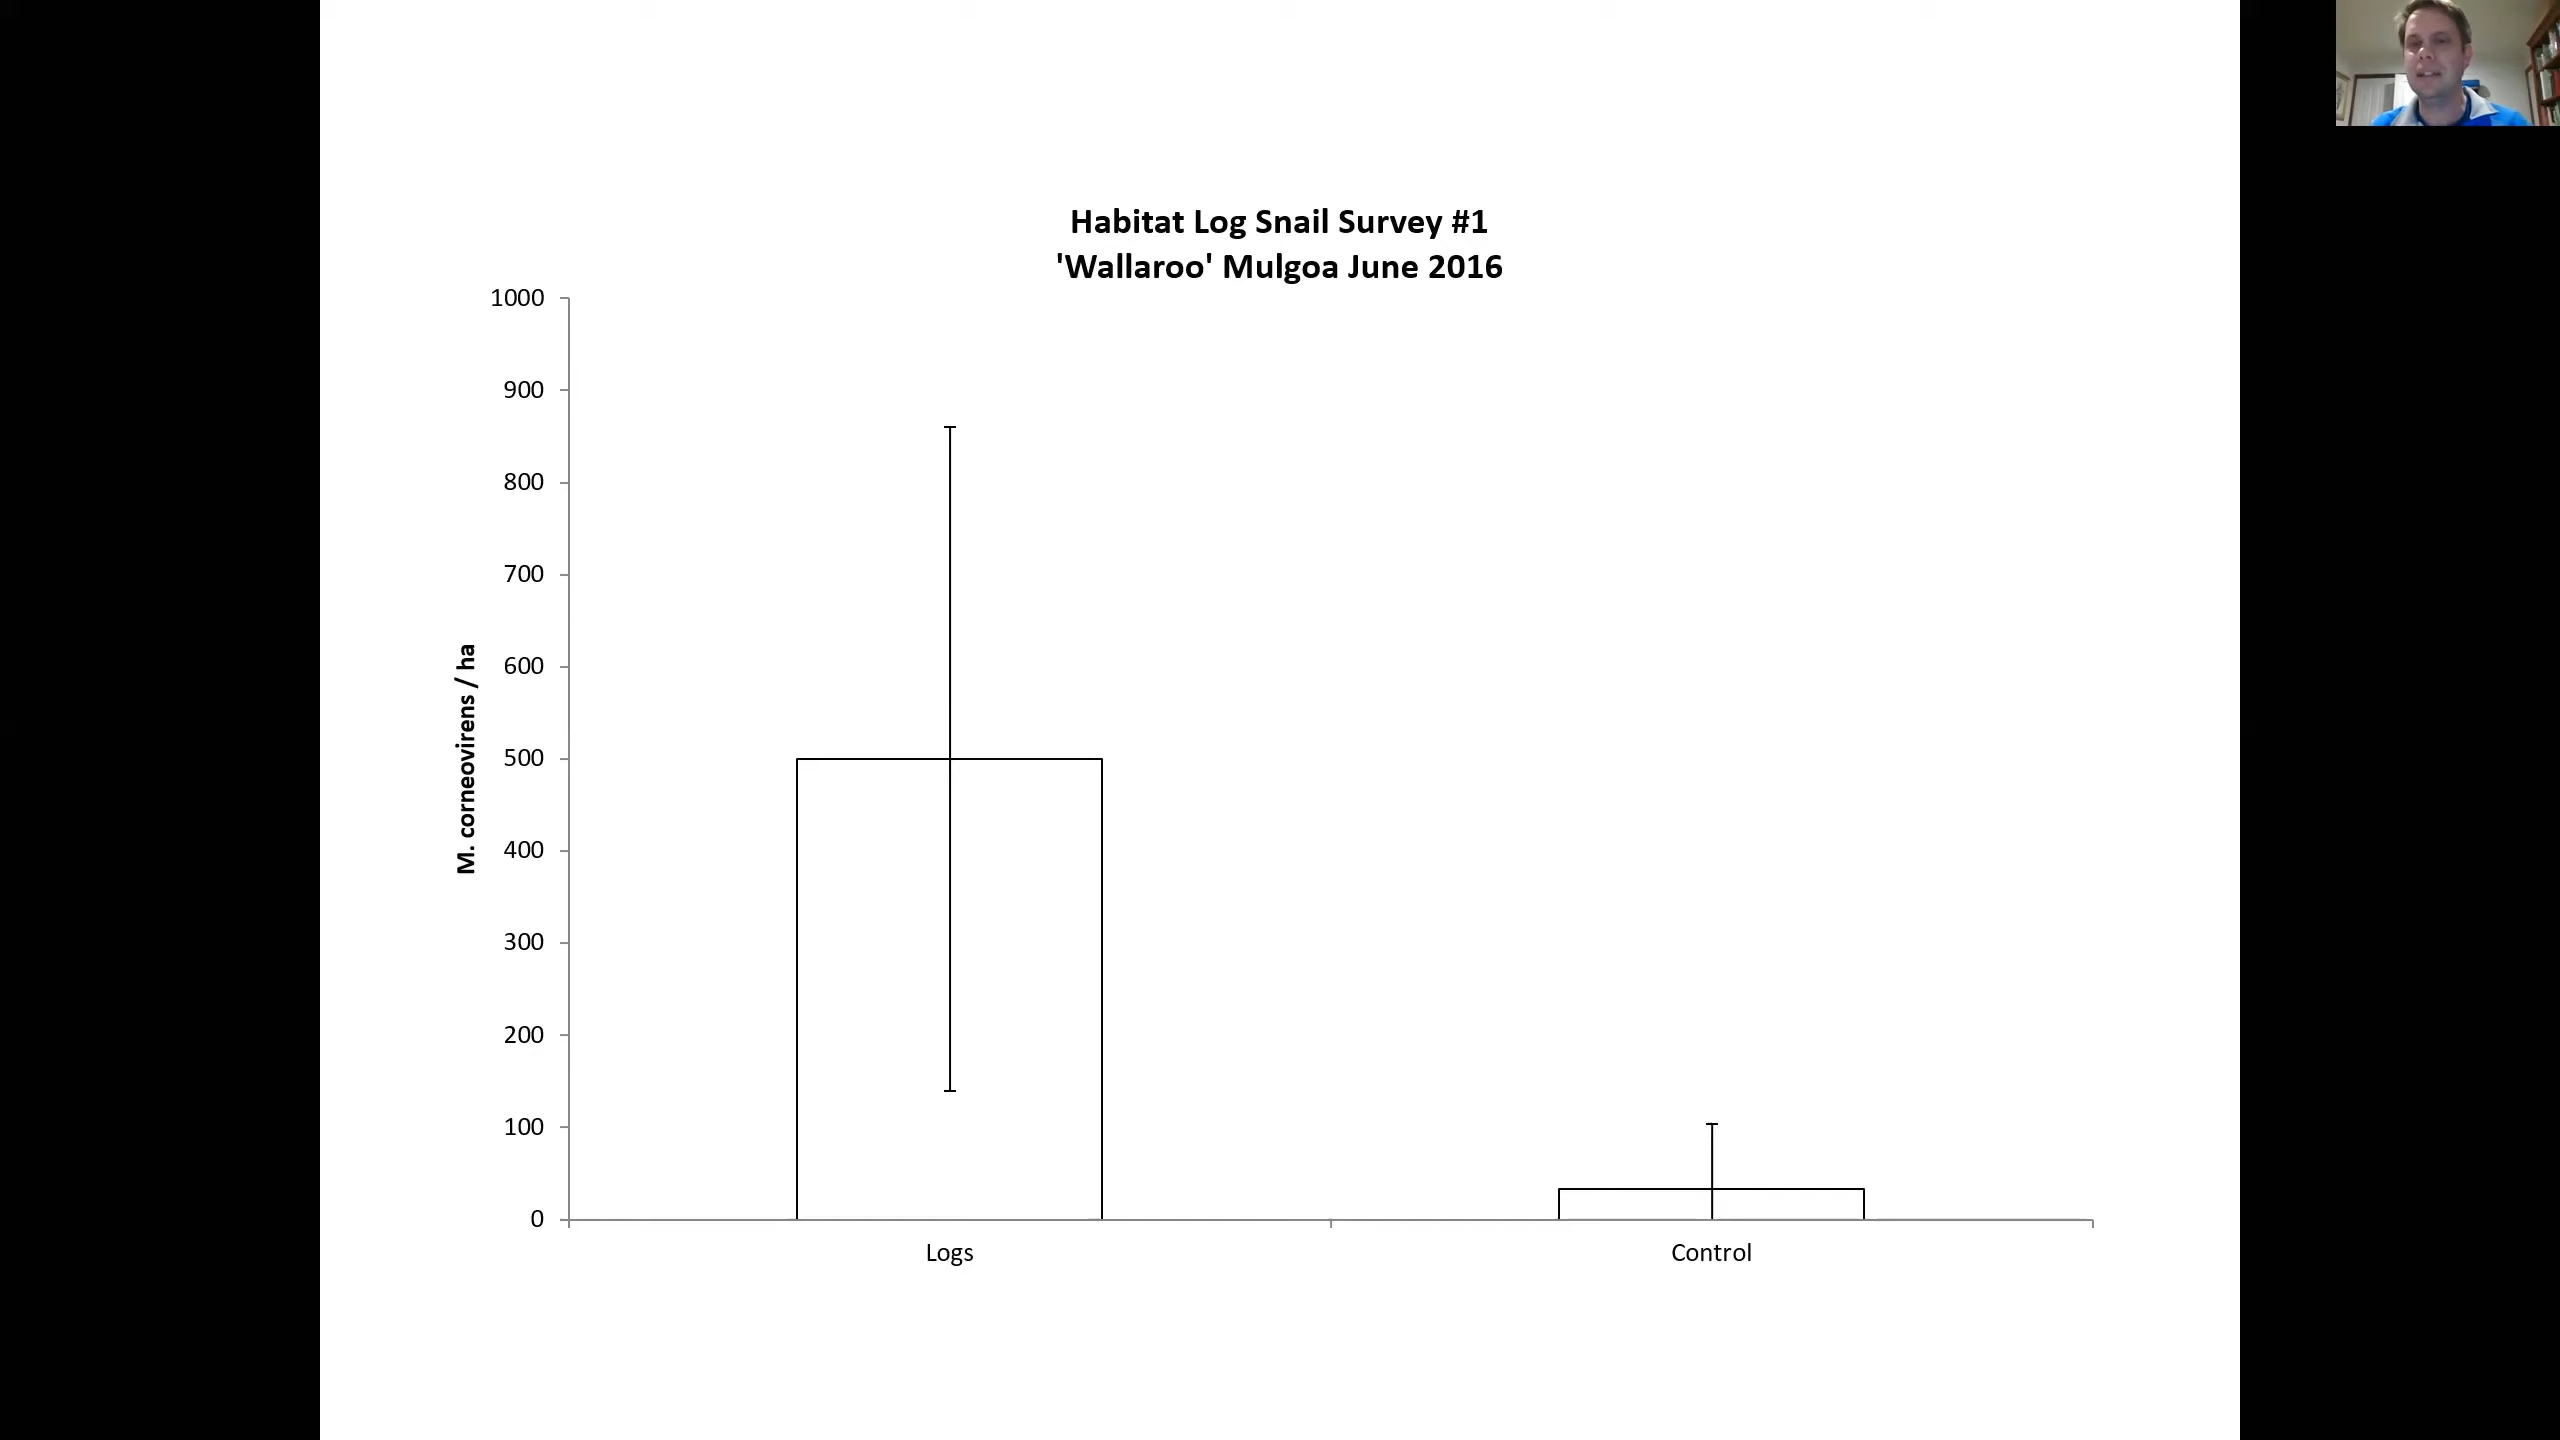 Habitat Log Snail Survey #1
'Wallaroo' Mulgoa June 2016
M. corneovirens / ha
1000
900
800
700
600
500
400
300
200
100
0
Logs
Control